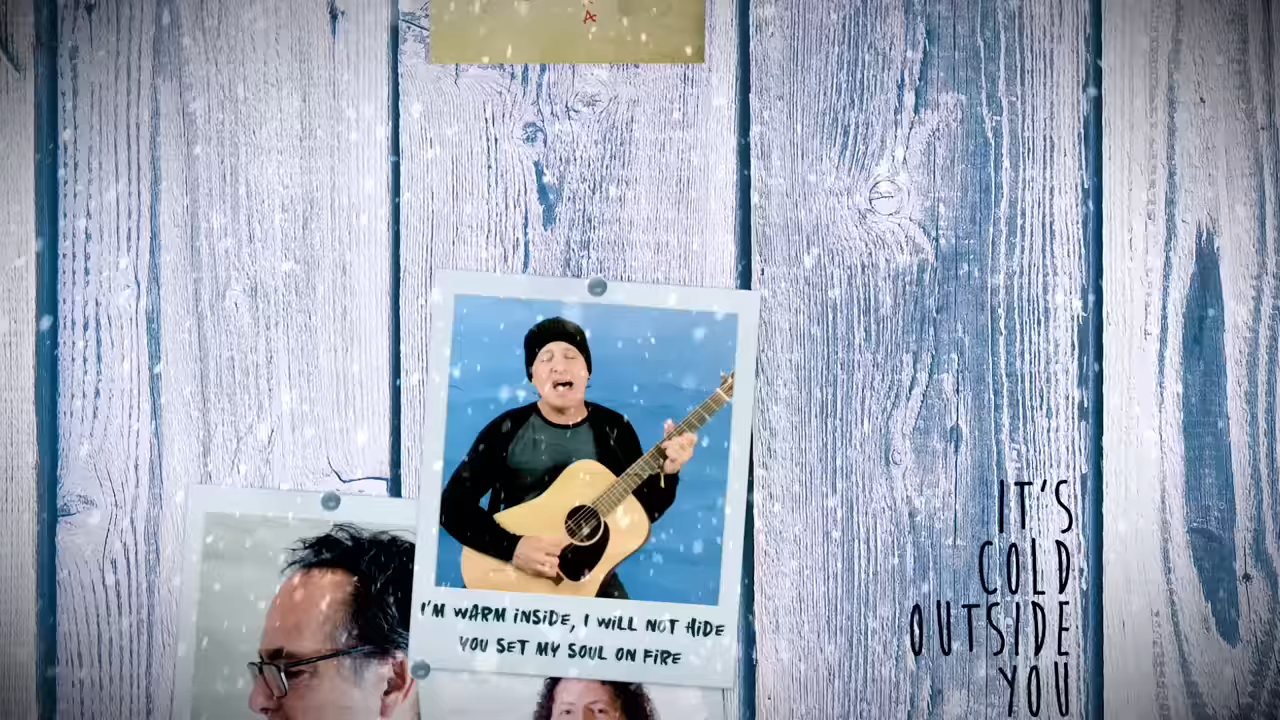 A
I'M WARM INSIDE, I WILL NOT HIDE
YOU SET MY SOUL ON FIRE
IT'S
COLD
OUTSIDE
YOU